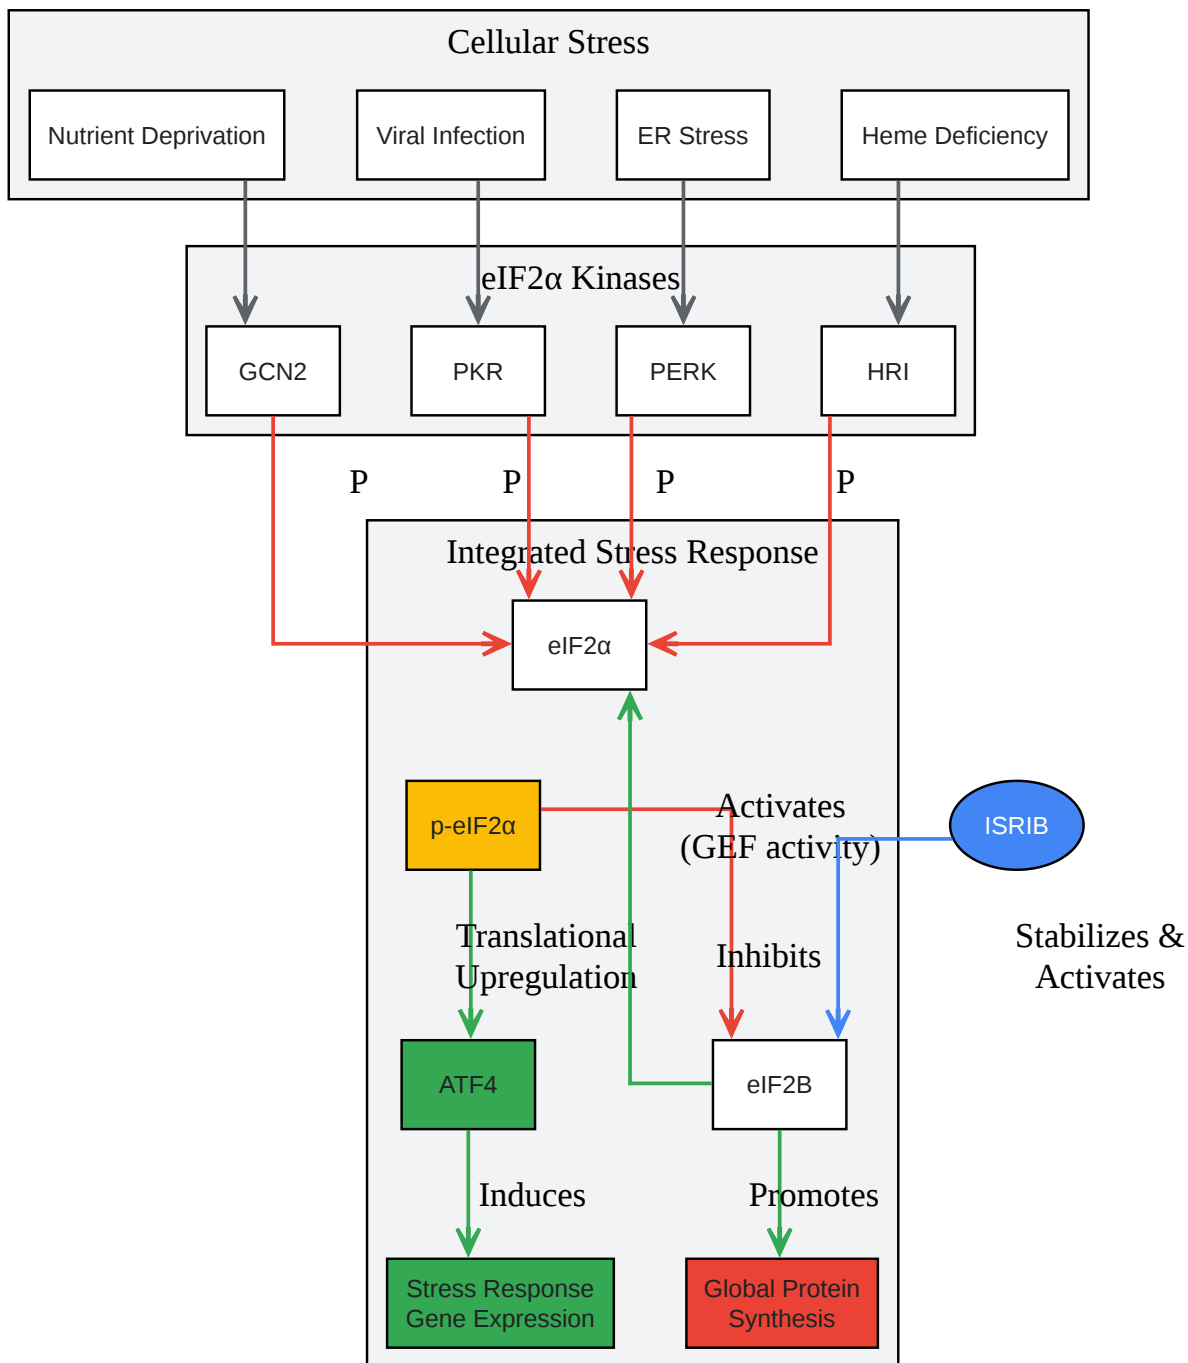 Cellular Stress
Nutrient Deprivation
Viral Infection
ER Stress
Heme Deficiency
eIF2α Kinases
GCN2
PKR
PERK
HRI
P
P
P
P
Integrated Stress Response
eIF2α
p-eIF2α
Activates
(GEF activity)
ISRIB
Translational
Upregulation
Inhibits
Stabilizes &
Activates
ATF4
eIF2B
Induces
Promotes
Stress Response
Gene Expression
Global Protein
Synthesis